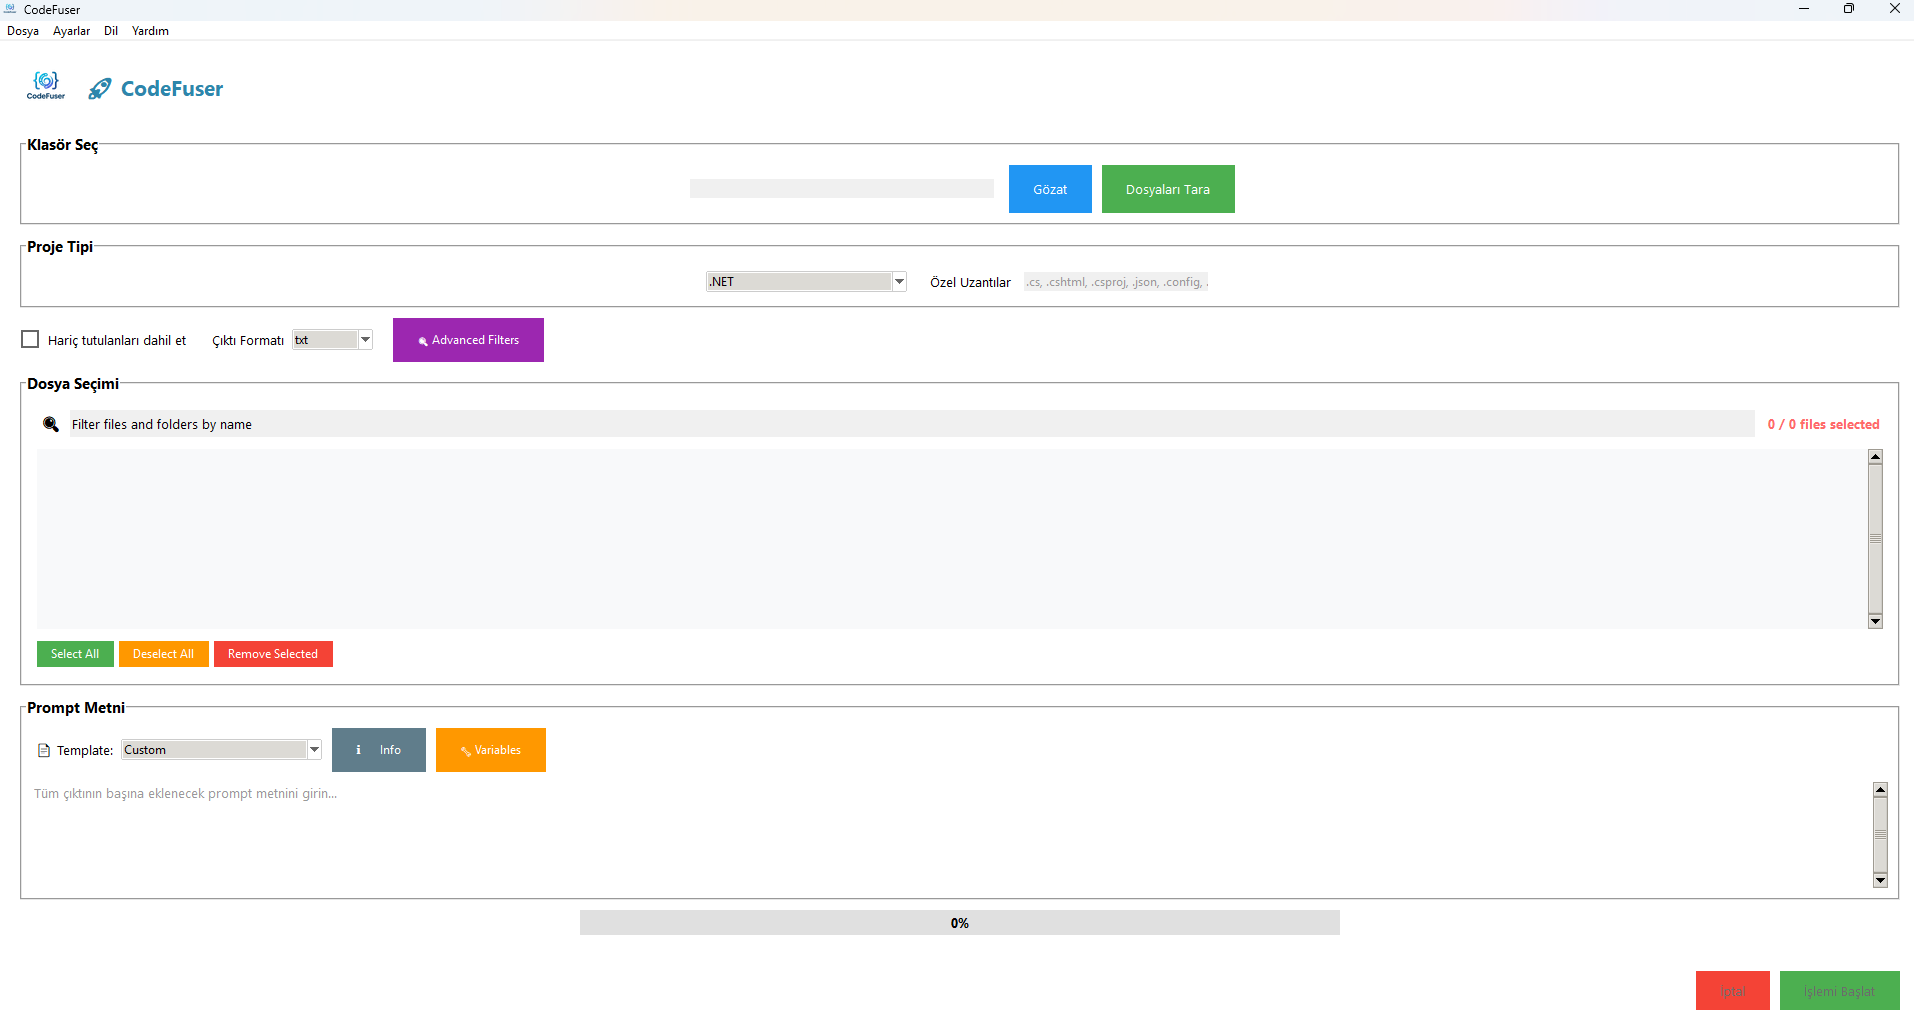 CodeFuser
Dosya Ayarlar Dil Yardım
CodeFuser
CodeFuser
Klasör Seç
Gözat
Dosyaları Tara
Proje Tipi
.NET
Özel Uzantılar
.cs, .cshtml, .csproj, .json, .config, .
Hariç tutulanları dahil et
Çıktı Formatı
txt
Advanced Filters
Dosya Seçimi
Filter files and folders by name
0 / 0 files selected
Select All
Deselect All
Remove Selected
Prompt Metni
Template:
Custom
Info
Variables
Tüm çıktının başına eklenecek prompt metnini girin...
0%
İptal
İşlemi Başlat